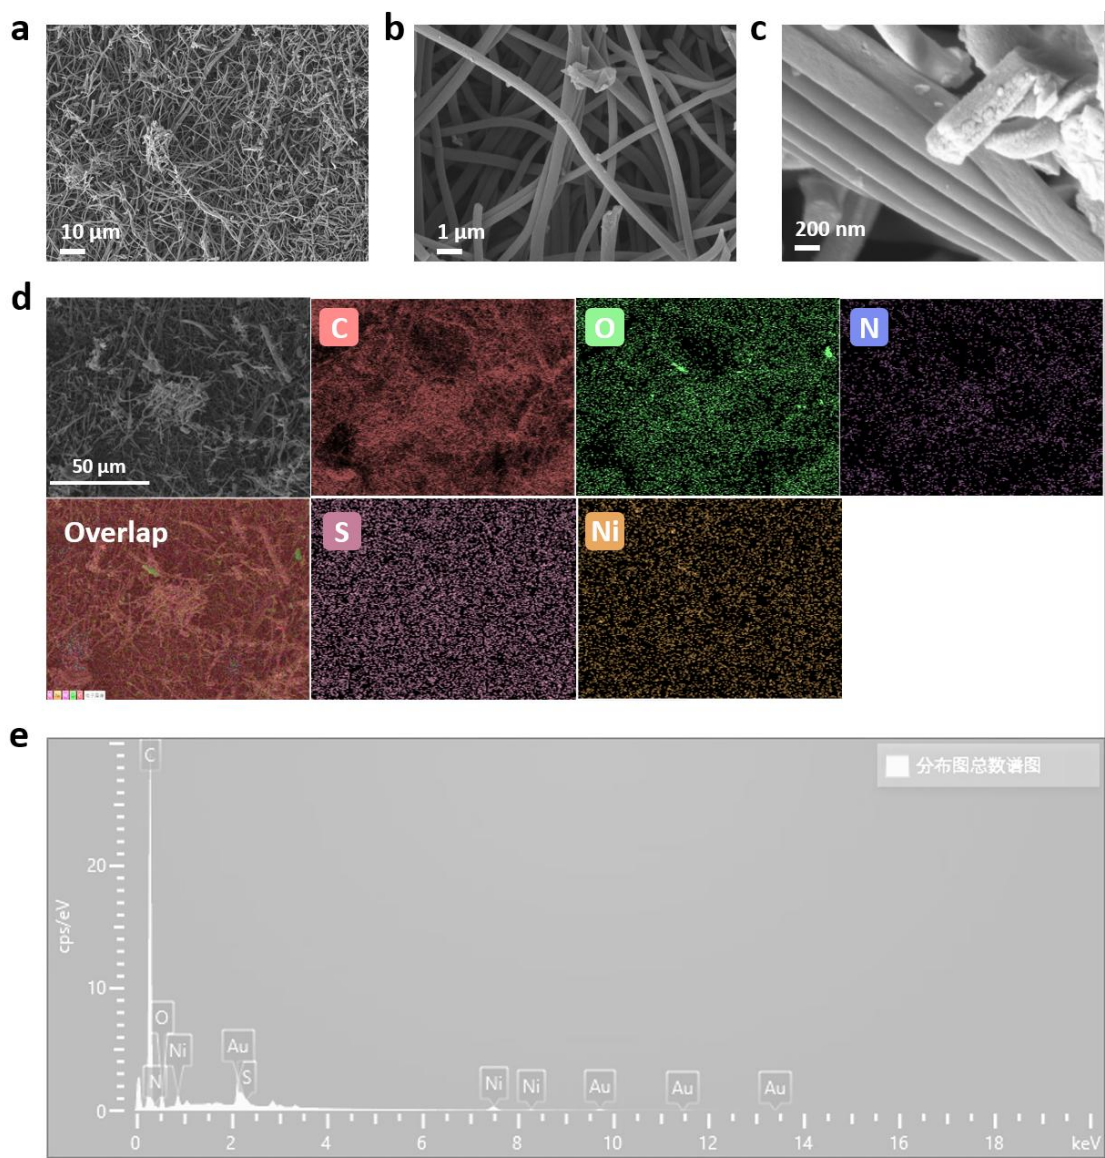 a
b
c
10 μm
1 μm
200 nm
d
C
O
N
50 μm
Overlap
S
Ni
e
分布图总数谱图
C
20
cps/eV
10
O
Ni
Au
N
S
Ni
Ni
Au
Au
Au
0
0
2
4
6
8
10
12
14
16
18
keV